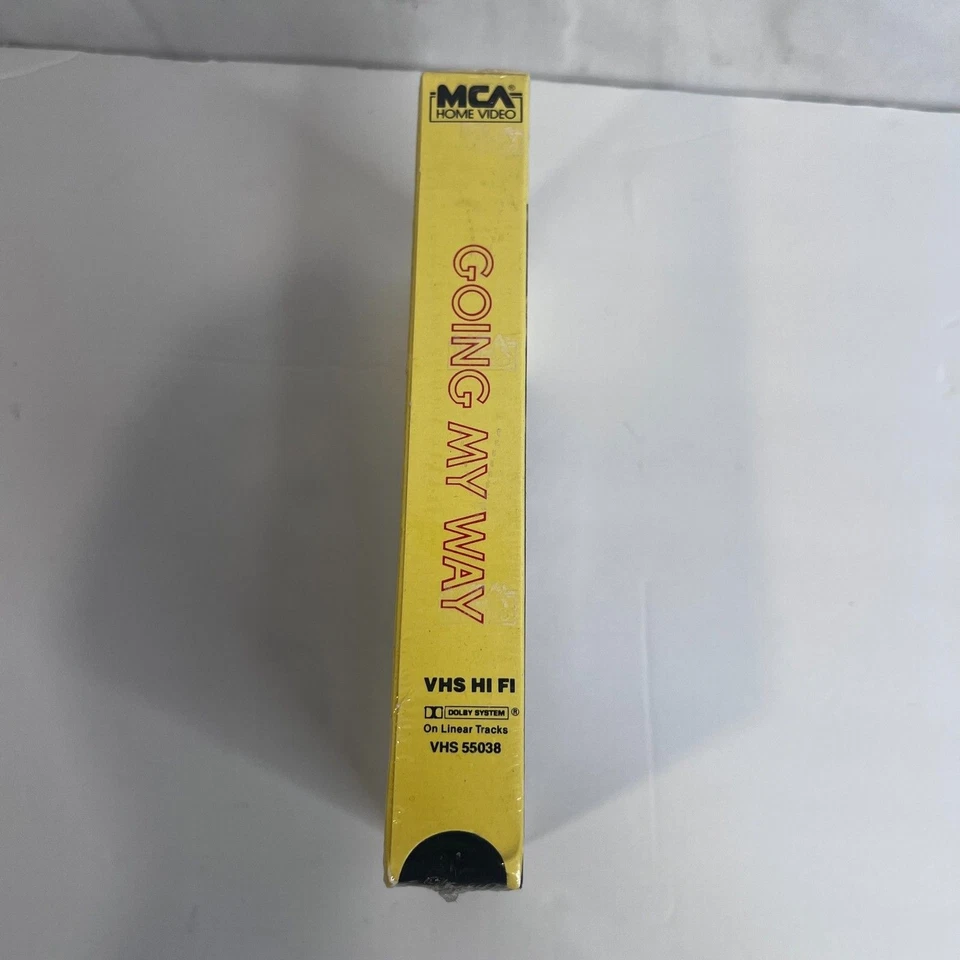 MCA®
HOME VIDEO
GOING MY WAY
VHS HI FI
DOLBY SYSTEM ®
On Linear Tracks
VHS 55038